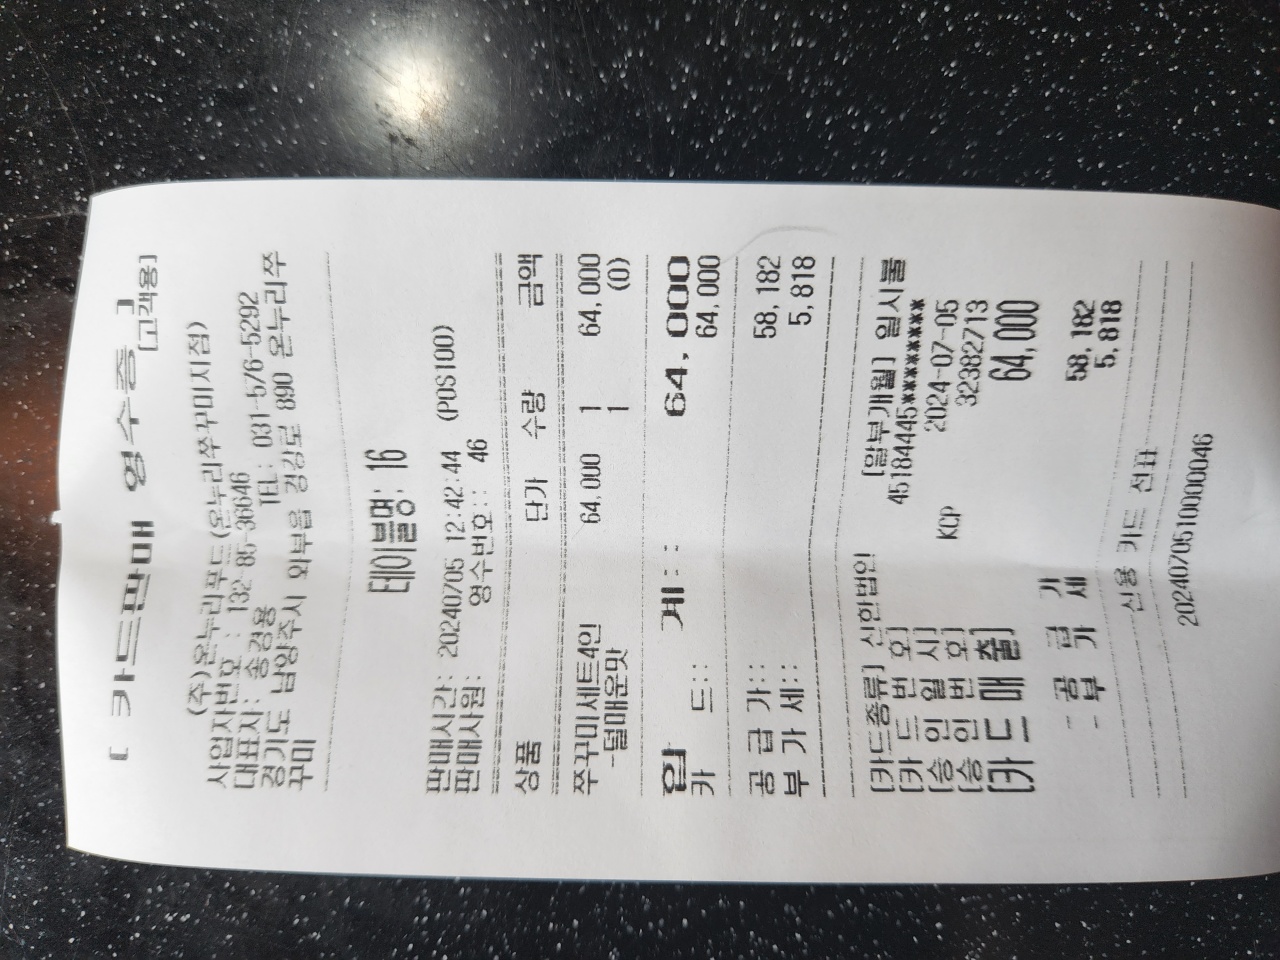 [ 카드판매 영수증 ]
[고객용]
(주)온누리푸드(온누리쭈꾸미지점)
사업자번호 : 132-85-36646
대표자: 송경용 TEL: 031-576-5292
경기도 남양주시 와부읍 경강로 890 온누리쭈
꾸미
테이블명: 16
판매시간: 20240705 12:42:44 (POS100)
판매사원: 영수번호:: 46
상품 단가 수량 금액
쭈꾸미세트4인 64,000 1 64,000
-덜매운맛 1 (0)
합 계 :: 64,000
카 드:: 64,000
공 급 가:: 58,182
부 가 세:: 5,818
[카드종류] 신한법인 [할부개월] 일시불
[카 드 번 호] 45184445********
[승 인 일 시] KCP 2024-07-05
[승 인 번 호] 32382713
[카 드 매 출] 64,000
- 공 급 가 58,182
- 부 가 세 5,818
신용 카드 전표
2024070510000046